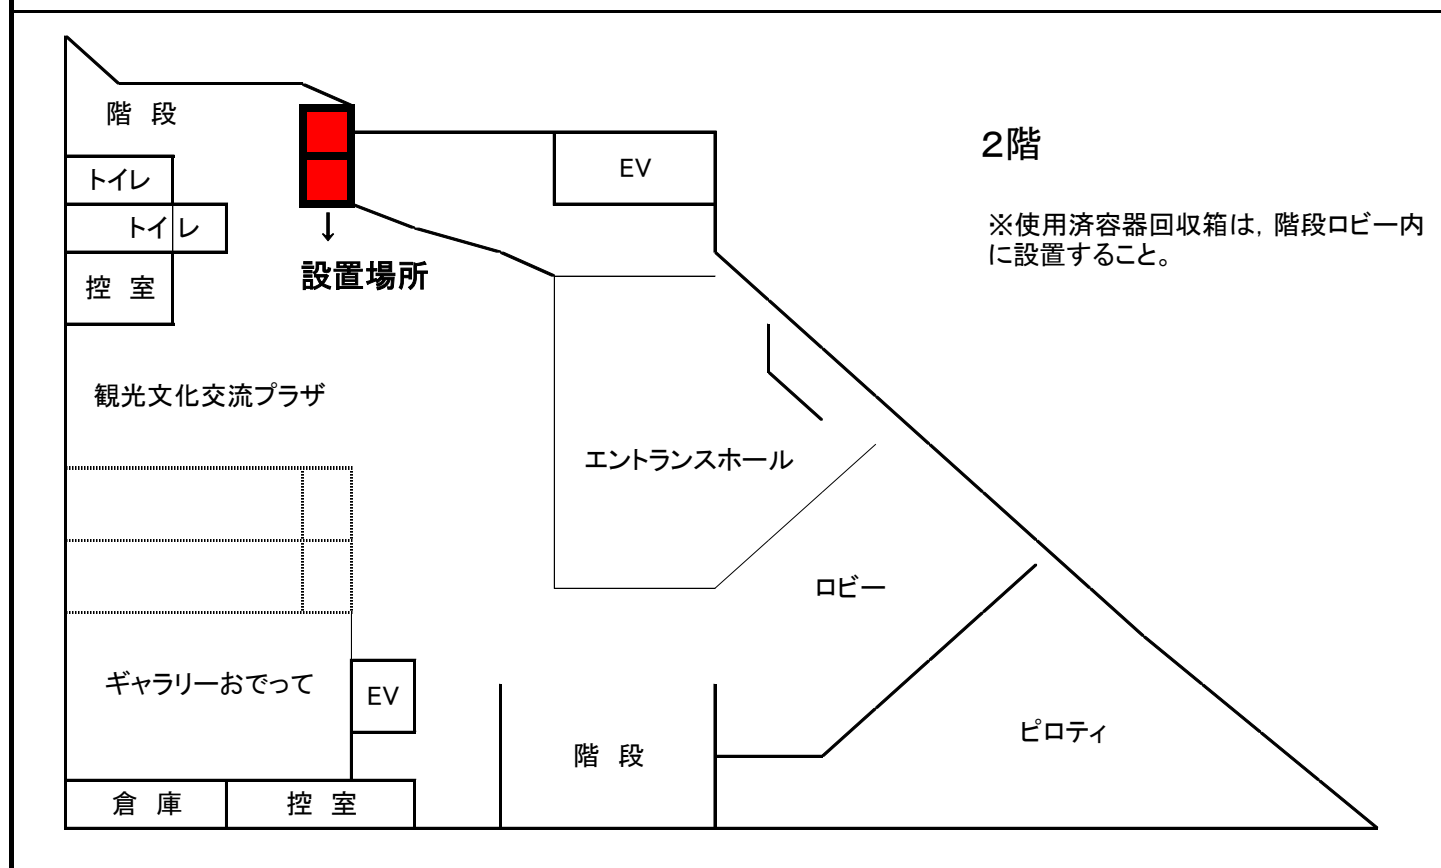 階 段
２階
トイレ
EV
トイレ
※使用済容器回収箱は，階段ロビー内
に設置すること。
↓
設置場所
控 室
観光文化交流プラザ
エントランスホール
ロビー
ギャラリーおでって
EV
ピロティ
階 段
倉 庫
控 室